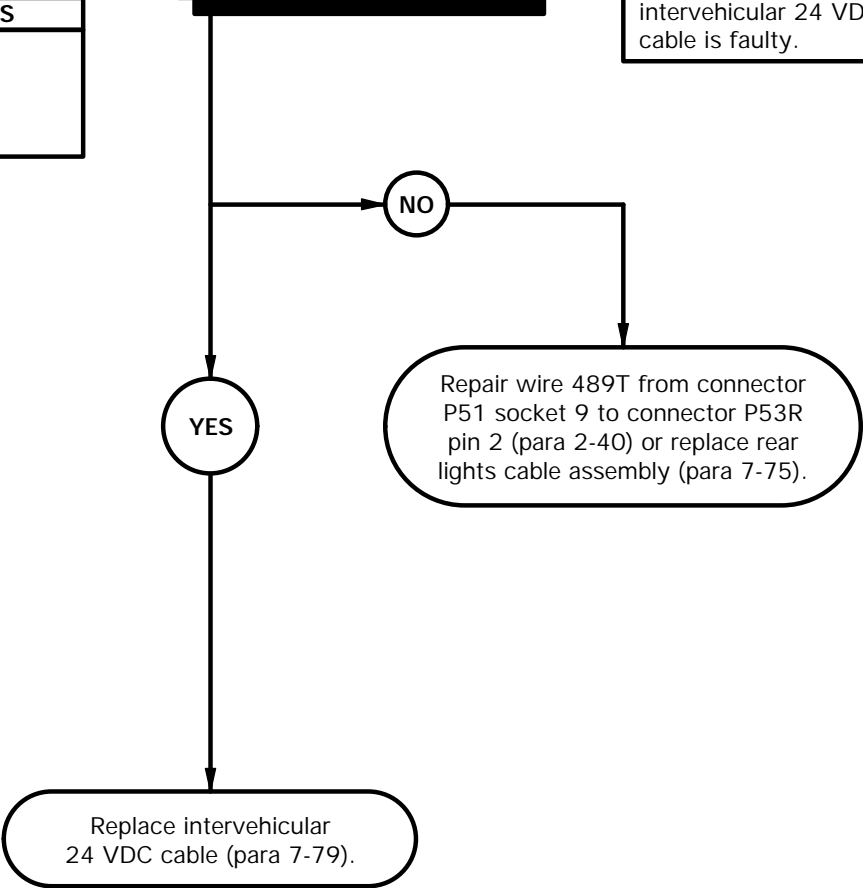 S
intervehicular 24 VD
cable is faulty.
NO
YES
Repair wire 489T from connector
P51 socket 9 to connector P53R
pin 2 (para 2-40) or replace rear
lights cable assembly (para 7-75).
Replace intervehicular
24 VDC cable (para 7-79).